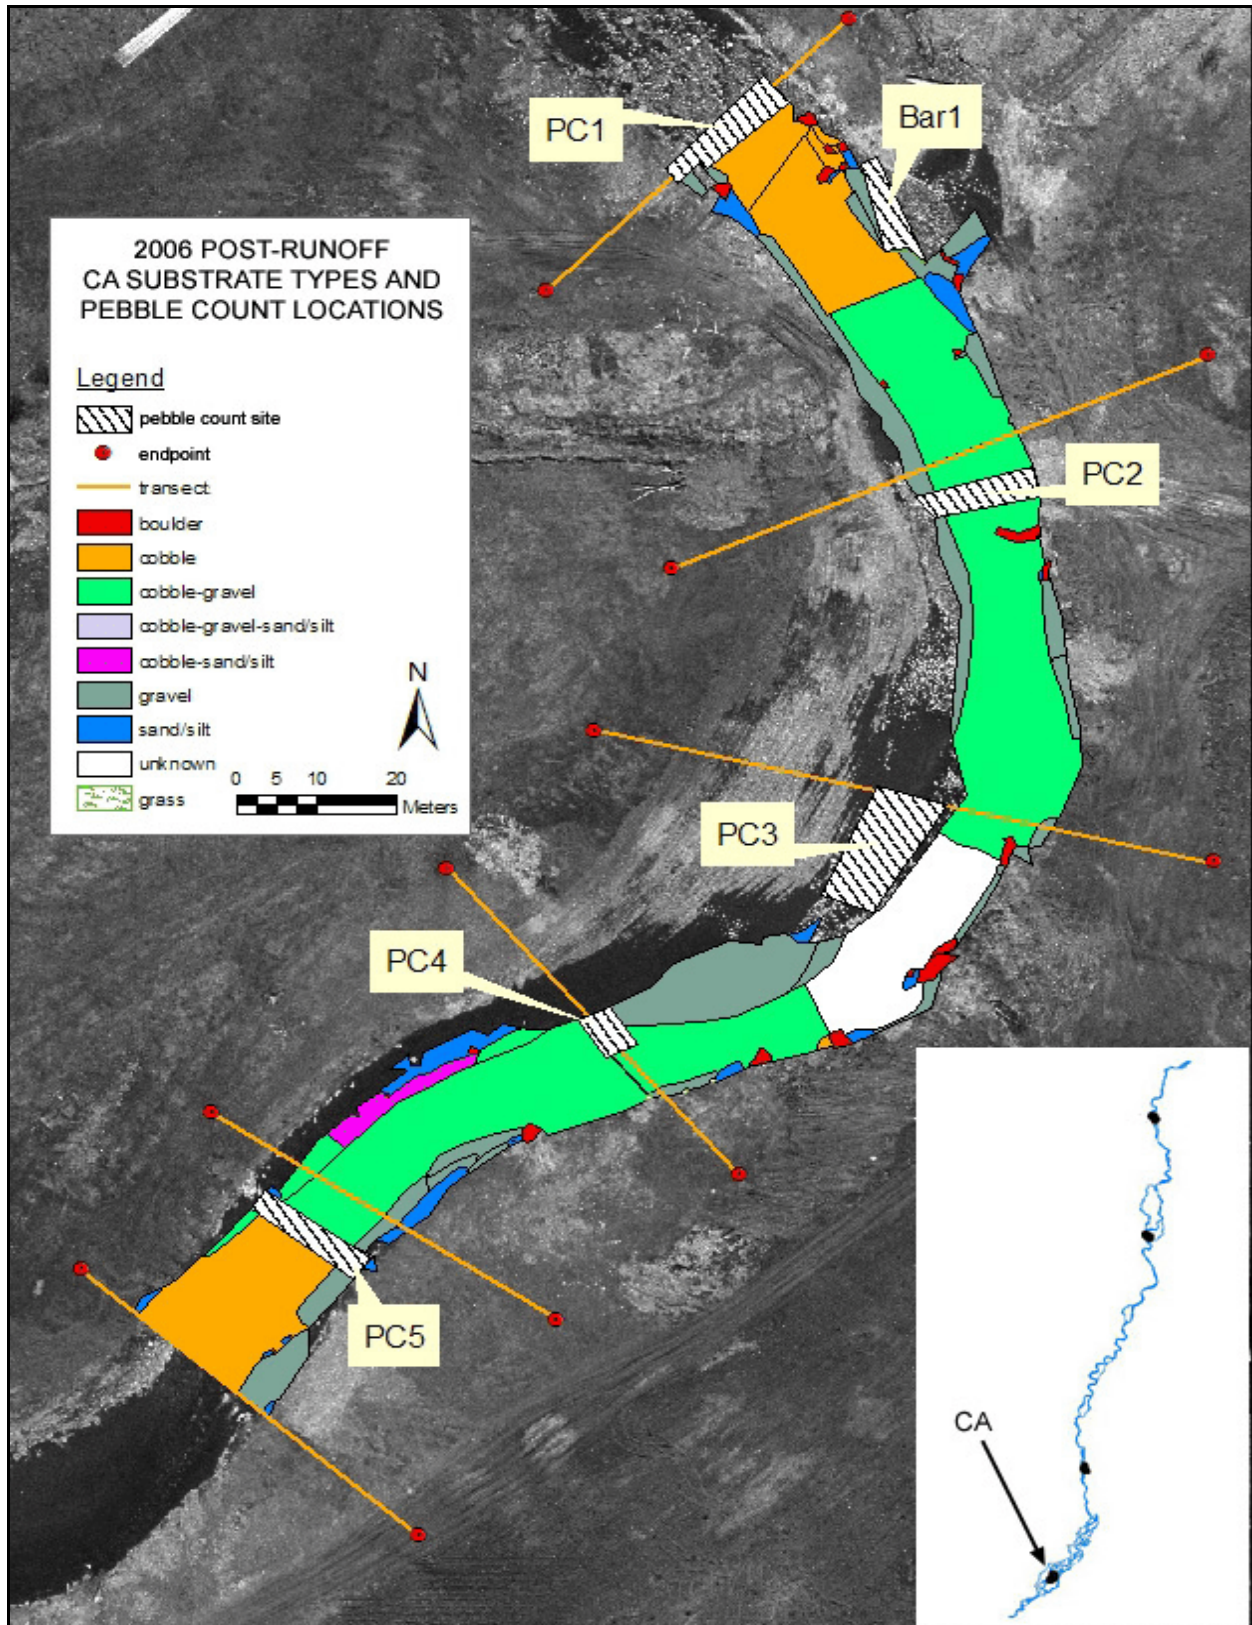 PC1
Bar1
2006 POST-RUNOFF
CA SUBSTRATE TYPES AND
PEBBLE COUNT LOCATIONS
Legend
pebble count site
endpoint
transect
boulder
cobble
cobble-gravel
cobble-gravel-sand/silt
cobble-sand/silt
gravel
sand/silt
unknown
grass
N
0 5 10 20
Meters
PC2
PC3
PC4
PC5
CA